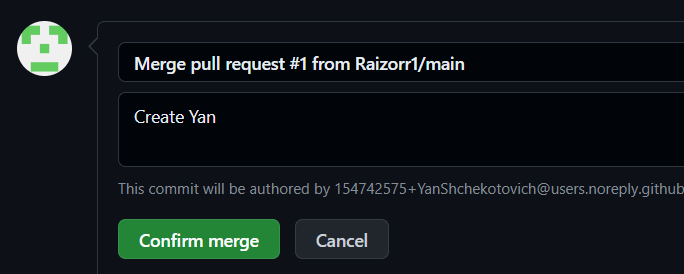 Merge pull request #1 from Raizorr1/main
Create Yan
This commit will be authored by 154742575+YanShchekotovich@users.noreply.github
Confirm merge
Cancel